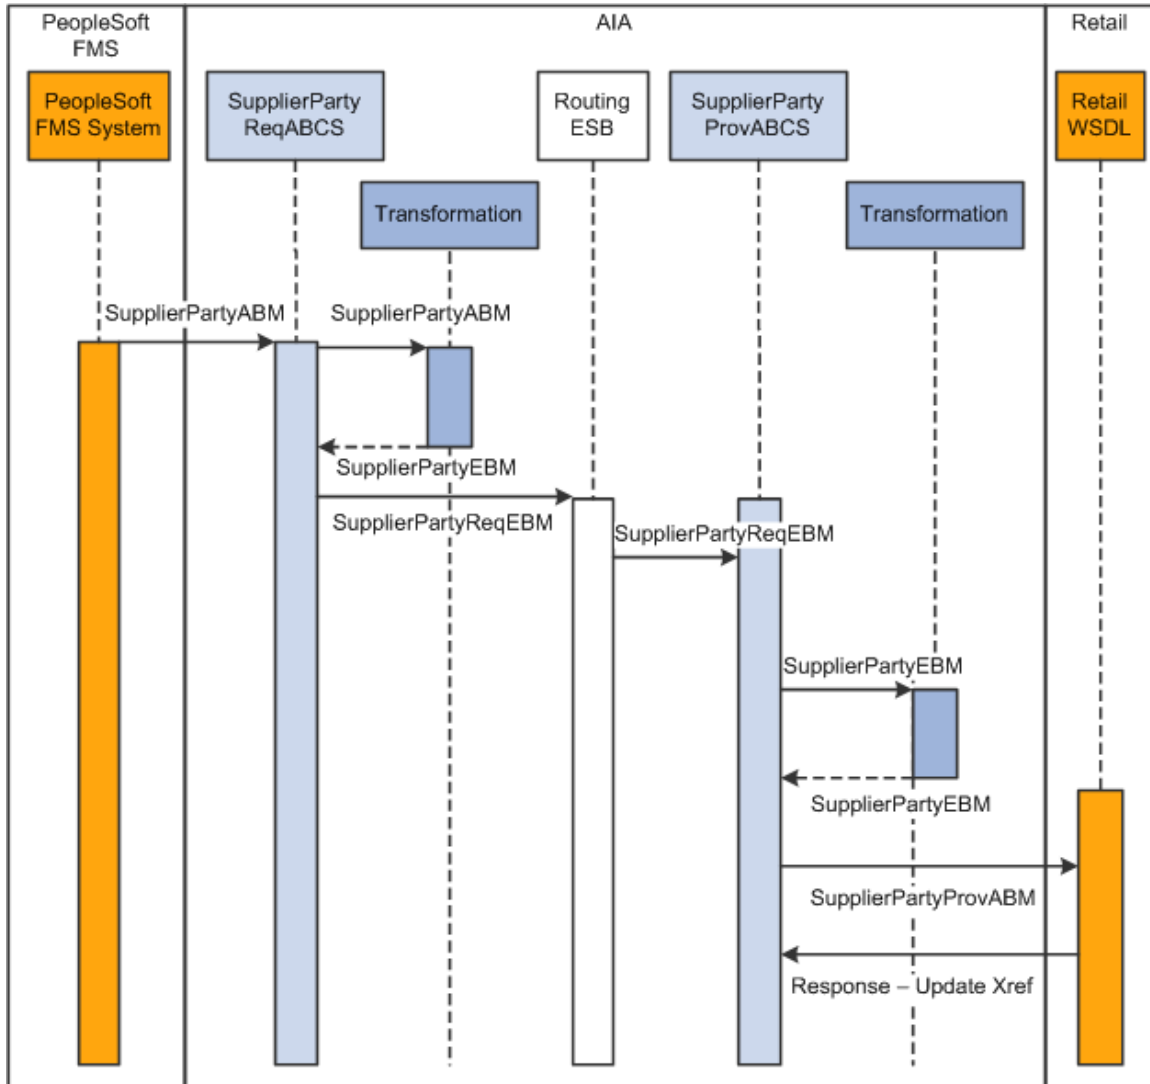 PeopleSoft
FMS
AIA
Retail
PeopleSoft
FMS System
SupplierParty
ReqABCS
Routing
ESB
SupplierParty
ProvABCS
Retail
WSDL
Transformation
Transformation
SupplierPartyABM
SupplierPartyABM
SupplierPartyEBM
SupplierPartyReqEBM
SupplierPartyReqEBM
SupplierPartyEBM
SupplierPartyEBM
SupplierPartyProvABM
Response – Update Xref